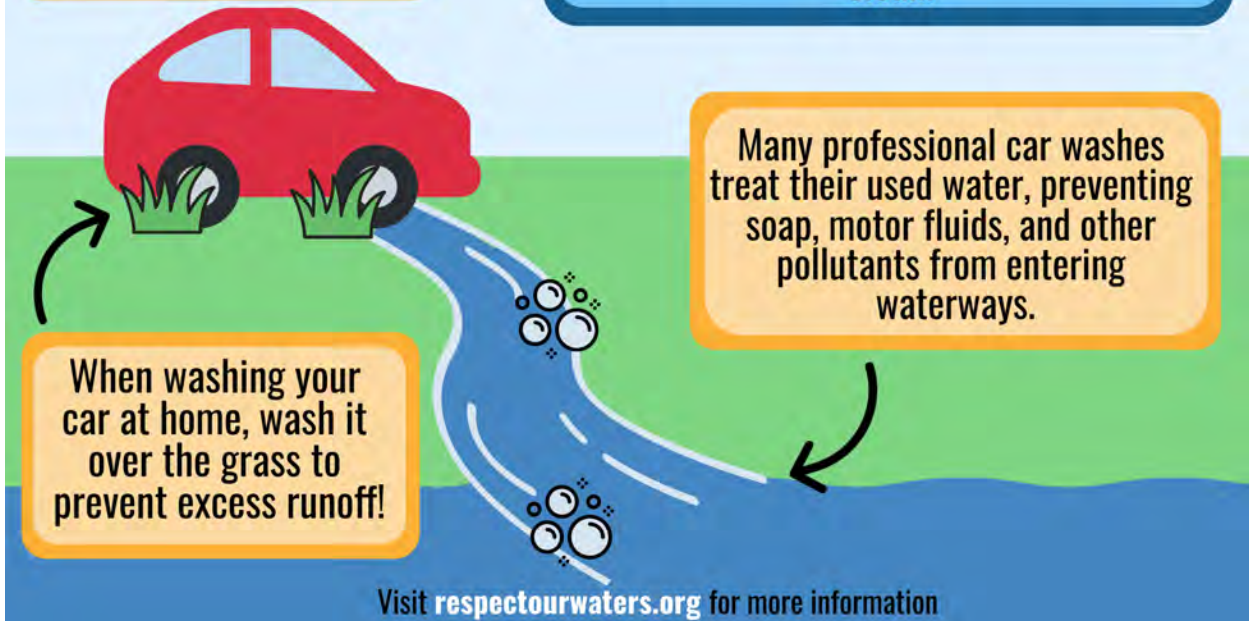 When washing your
car at home, wash it
over the grass to
prevent excess runoff!
Many professional car washes
treat their used water, preventing
soap, motor fluids, and other
pollutants from entering
waterways.
Visit respectourwaters.org for more information